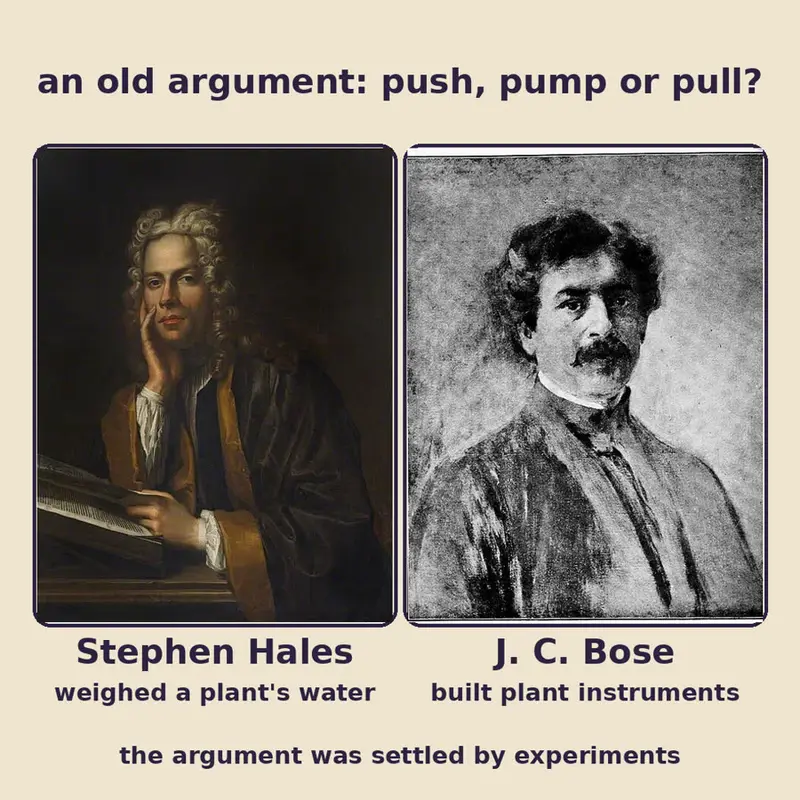 an old argument: push, pump or pull?
Stephen Hales
weighed a plant's water
J. C. Bose
built plant instruments
the argument was settled by experiments